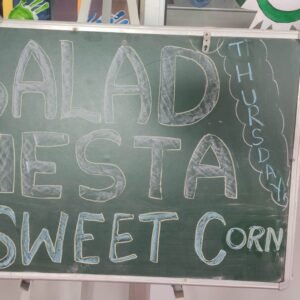 SALAD
FIESTA
SWEET CORN
THURSDAY